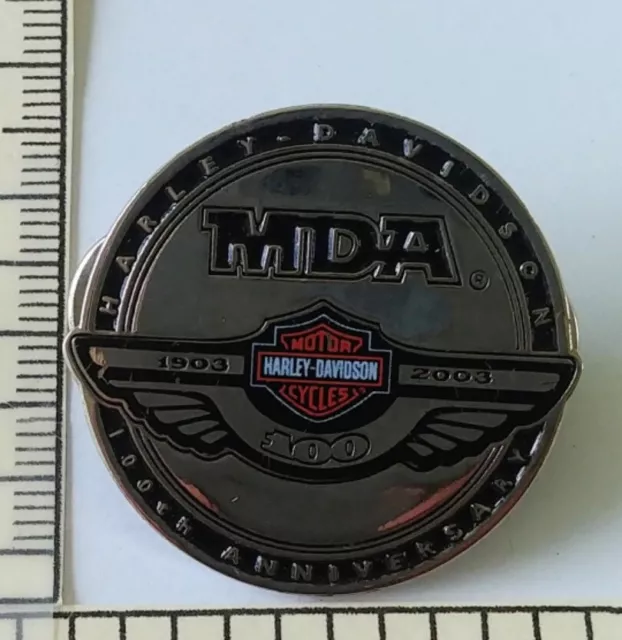 HARLEY-DAVIDSON
MDA®
MOTOR
1903 HARLEY-DAVIDSON 2003
CYCLES
100
100th ANNIVERSARY